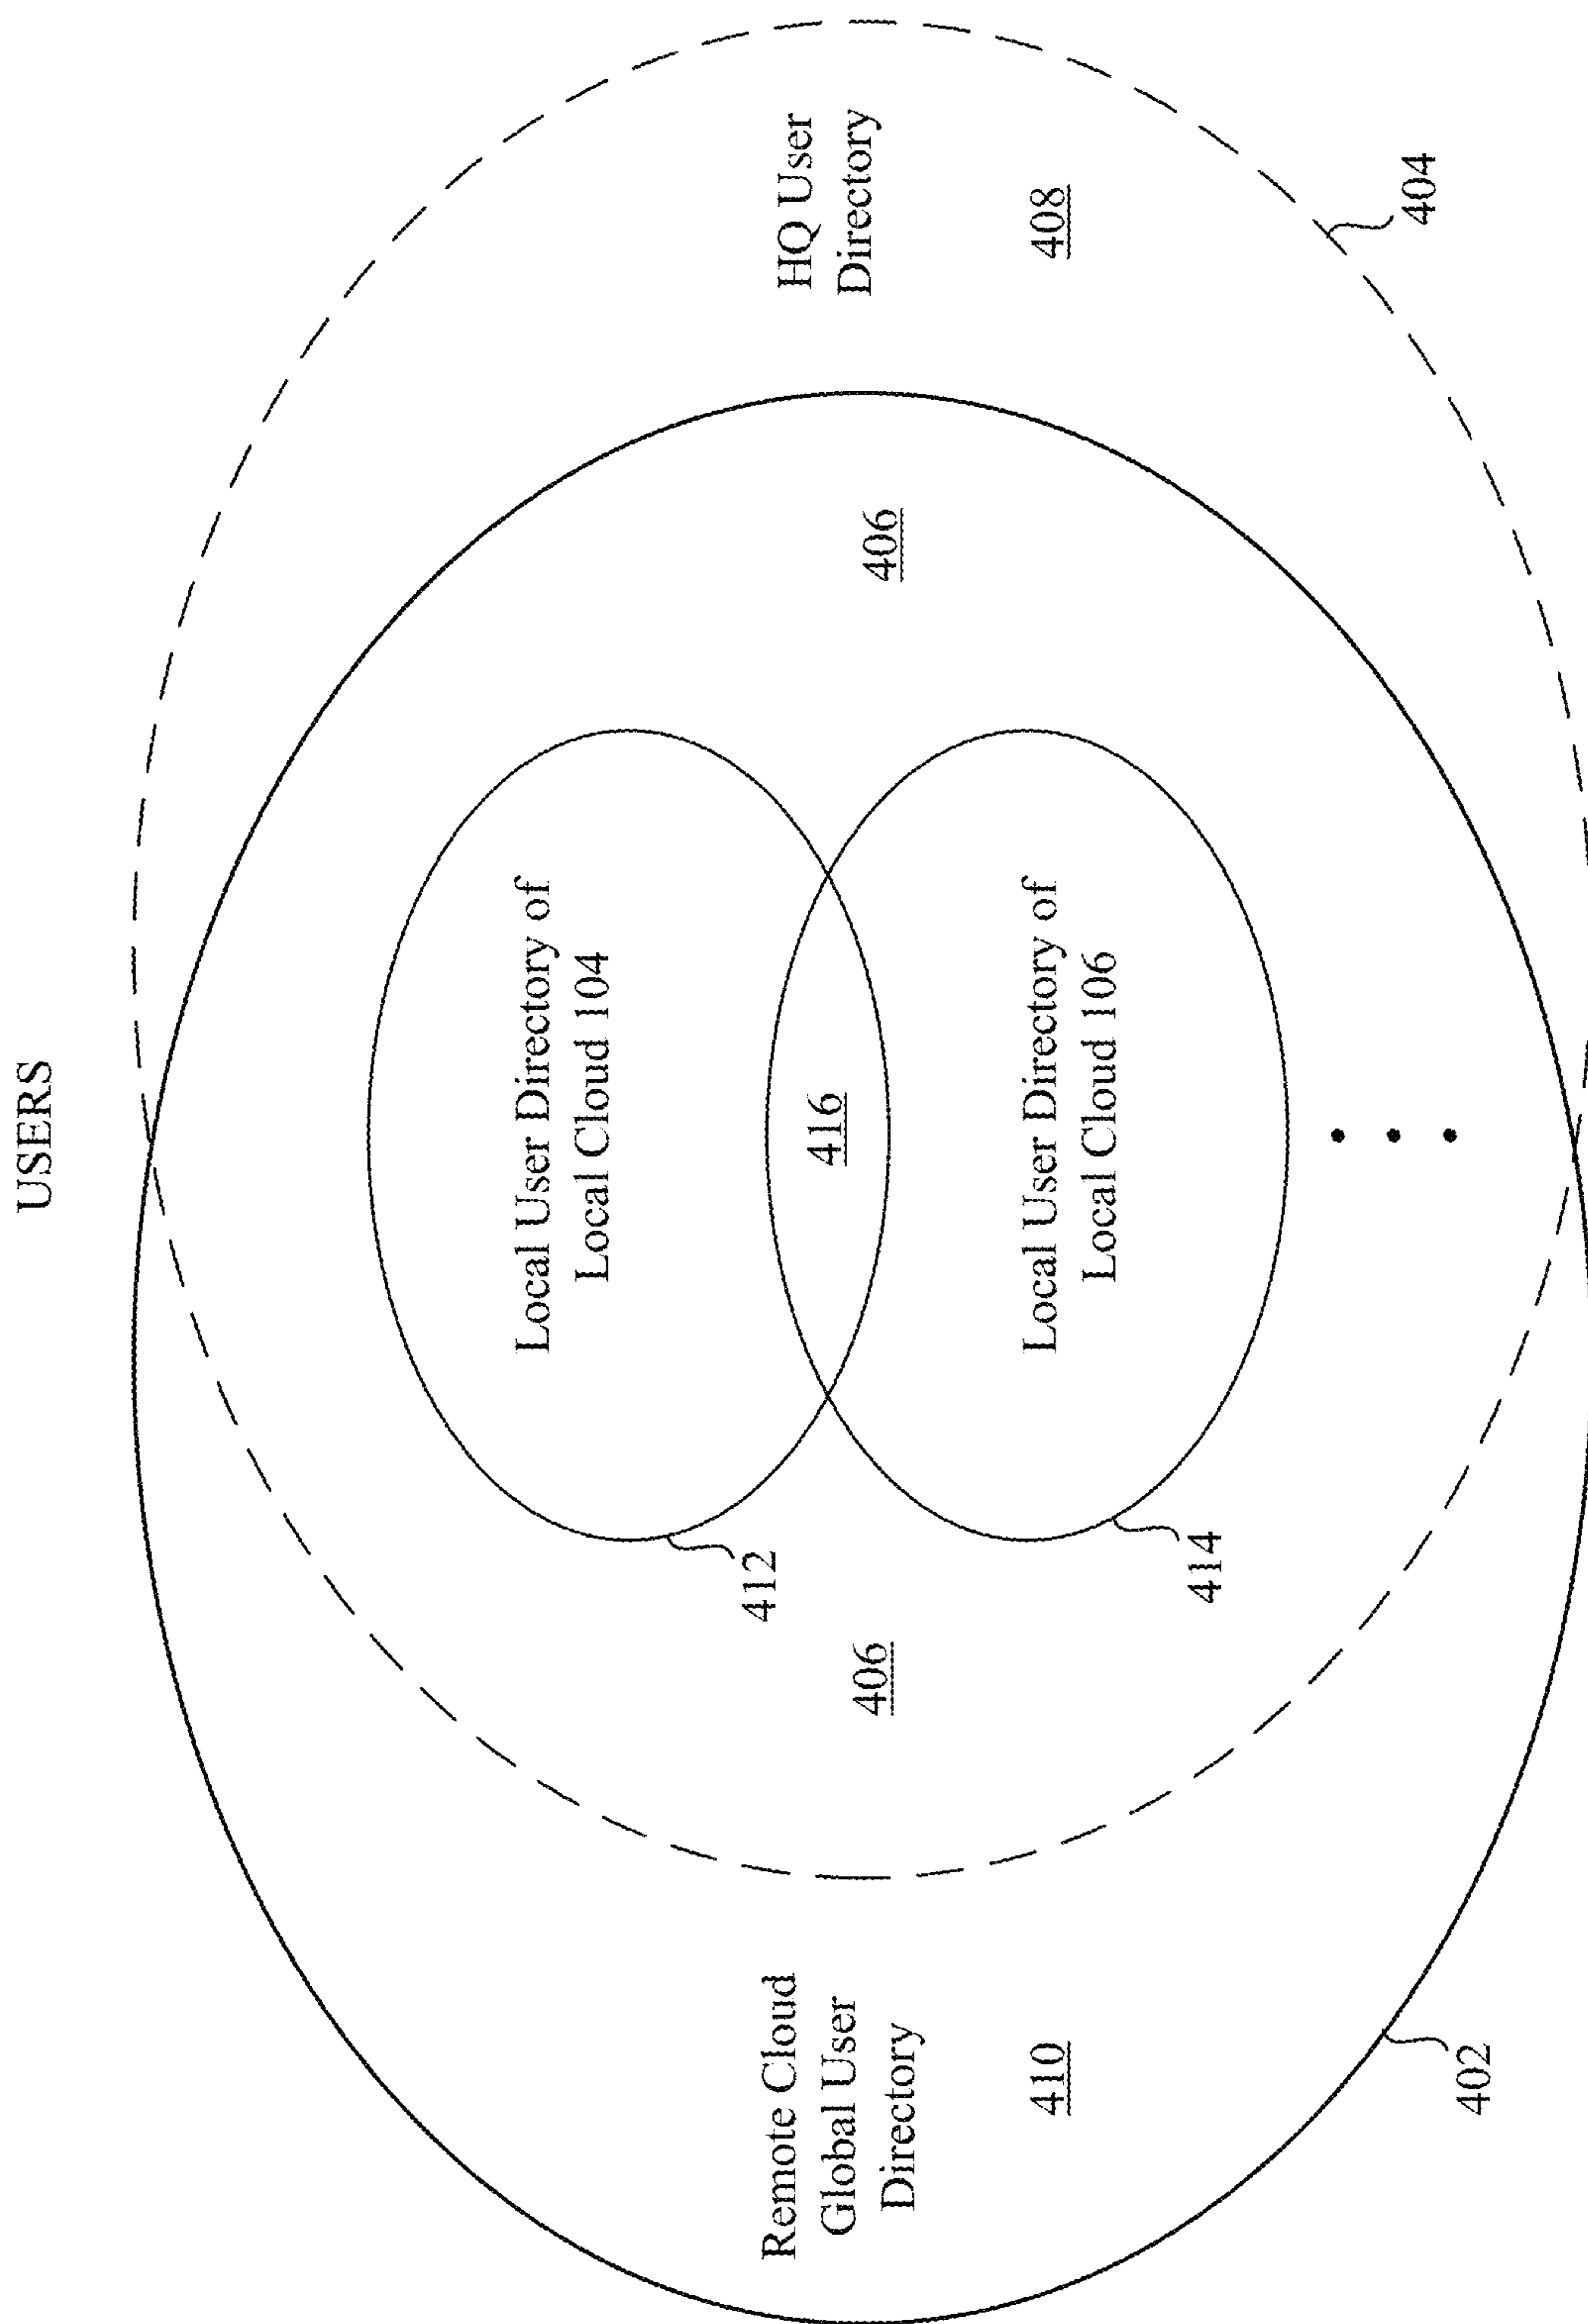 USERS
Remote Cloud
Global User
Directory
410
402
406
412
Local User Directory of
Local Cloud 104
416
Local User Directory of
Local Cloud 106
414
406
HQ User
Directory
408
404